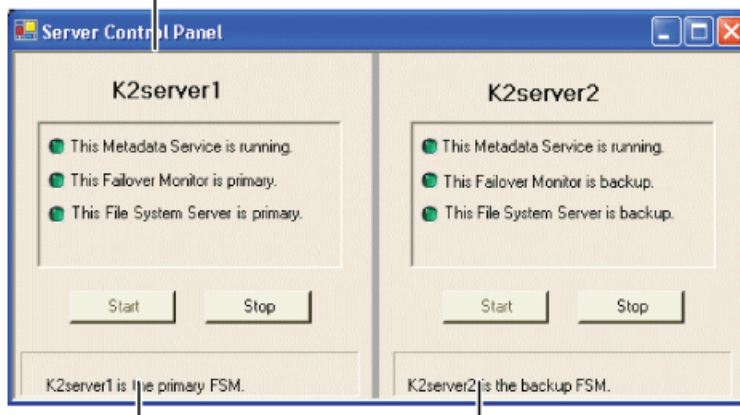 Server Control Panel
K2server1
This Metadata Service is running.
This Failover Monitor is primary.
This File System Server is primary.
Start Stop
K2server1 is the primary FSM.
K2server2
This Metadata Service is running.
This Failover Monitor is backup.
This File System Server is backup.
Start Stop
K2server2 is the backup FSM.